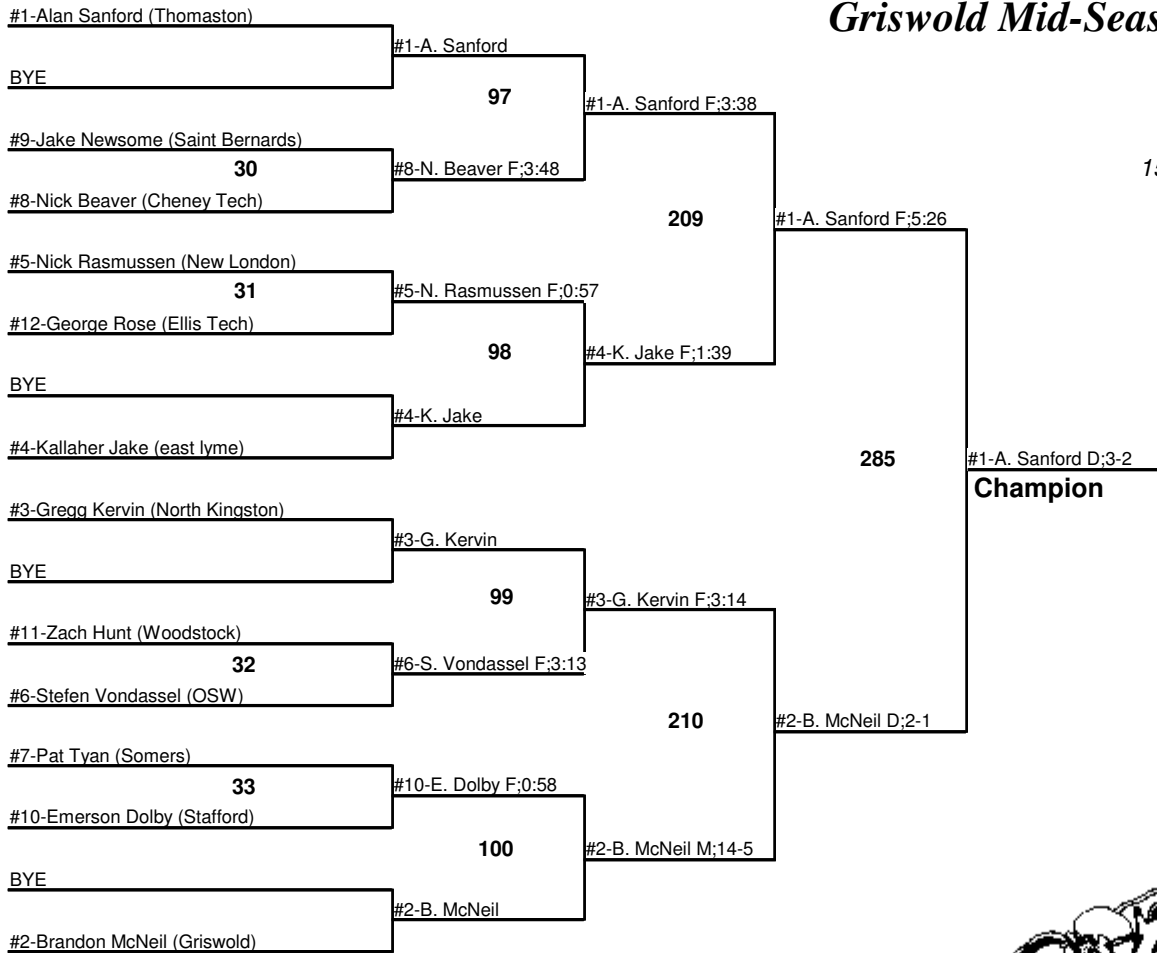 Griswold Mid-Seas
#1-Alan Sanford (Thomaston)
#1-A. Sanford
BYE
97
#1-A. Sanford F;3:38
#9-Jake Newsome (Saint Bernards)
30
#8-N. Beaver F;3:48
15
#8-Nick Beaver (Cheney Tech)
209
#1-A. Sanford F;5:26
#5-Nick Rasmussen (New London)
31
#5-N. Rasmussen F;0:57
#12-George Rose (Ellis Tech)
98
#4-K. Jake F;1:39
BYE
#4-K. Jake
#4-Kallaher Jake (east lyme)
285
#1-A. Sanford D;3-2
Champion
#3-Gregg Kervin (North Kingston)
#3-G. Kervin
BYE
99
#3-G. Kervin F;3:14
#11-Zach Hunt (Woodstock)
32
#6-S. Vondassel F;3:13
#6-Stefen Vondassel (OSW)
210
#2-B. McNeil D;2-1
#7-Pat Tyan (Somers)
33
#10-E. Dolby F;0:58
#10-Emerson Dolby (Stafford)
100
#2-B. McNeil M;14-5
BYE
#2-B. McNeil
#2-Brandon McNeil (Griswold)